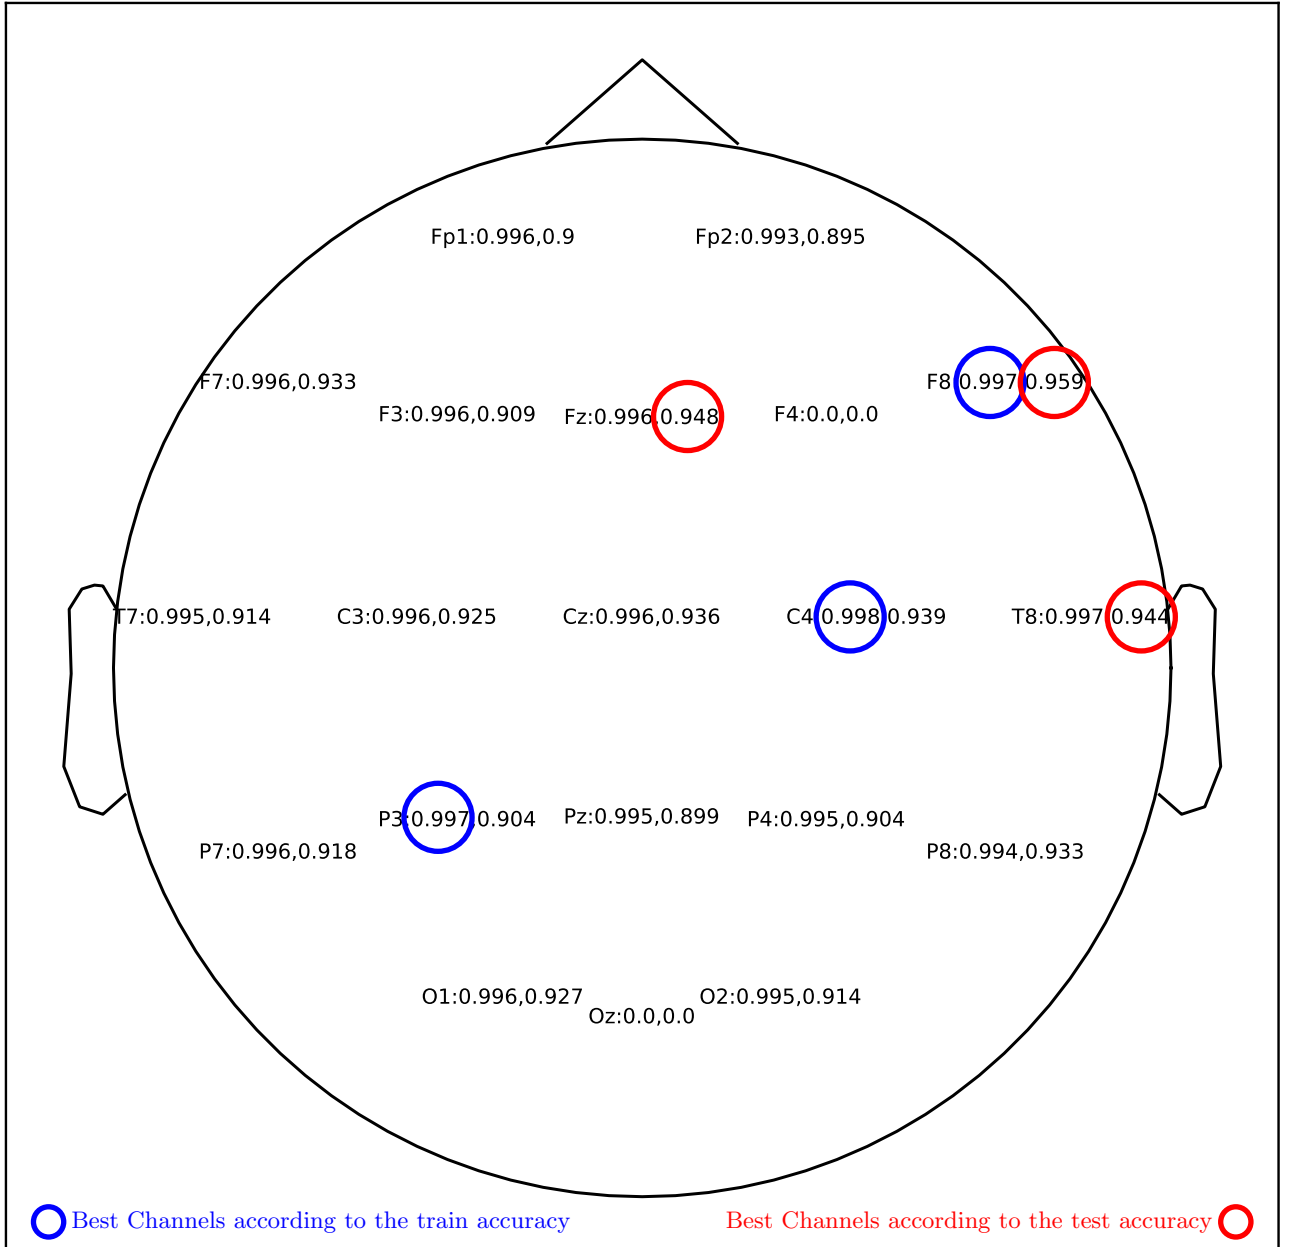 Fp1:0.996,0.9 Fp2:0.993,0.895
F7:0.996,0.933 F8:0.997,0.959
F3:0.996,0.909 Fz:0.996,0.948 F4:0.0,0.0
T7:0.995,0.914 C3:0.996,0.925 Cz:0.996,0.936 C4:0.998,0.939 T8:0.997,0.944
P3:0.997,0.904 Pz:0.995,0.899 P4:0.995,0.904
P7:0.996,0.918 P8:0.994,0.933
O1:0.996,0.927 O2:0.995,0.914
Oz:0.0,0.0
Best Channels according to the train accuracy Best Channels according to the test accuracy